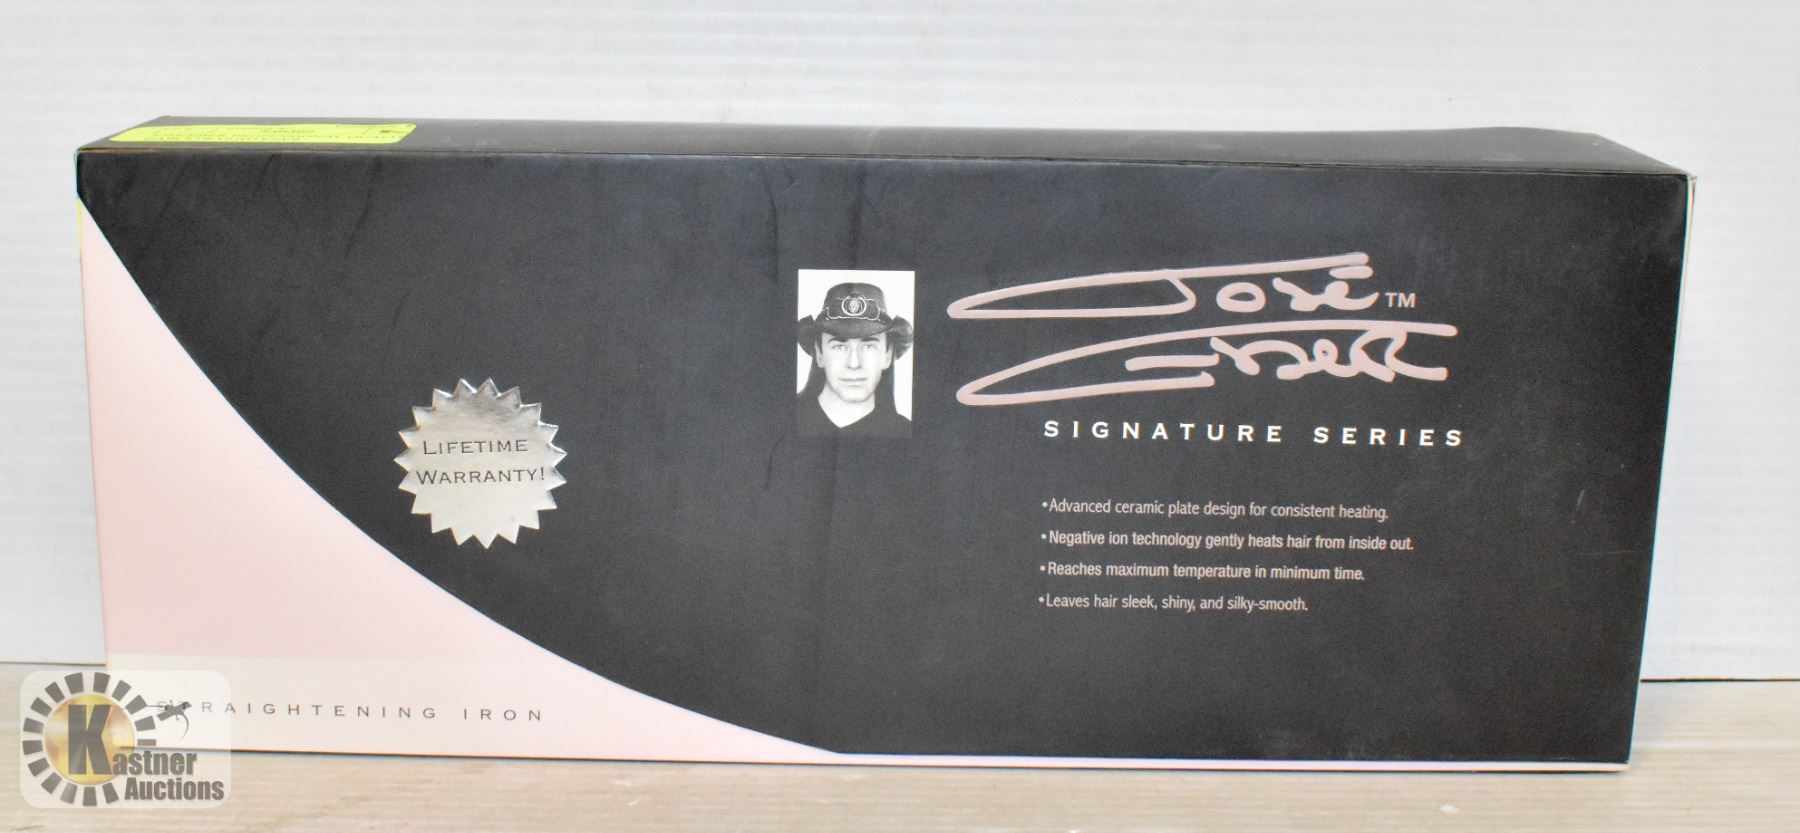 José™
Eber
SIGNATURE SERIES
LIFETIME
WARRANTY!
•Advanced ceramic plate design for consistent heating.
•Negative ion technology gently heats hair from inside out.
•Reaches maximum temperature in minimum time.
•Leaves hair sleek, shiny, and silky-smooth.
STRAIGHTENING IRON
Kastner
Auctions